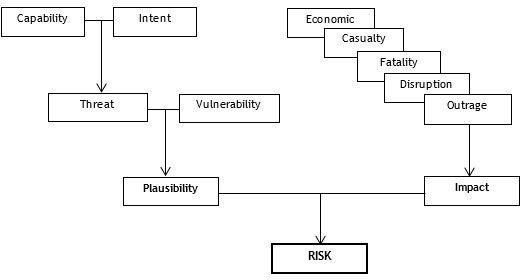 Capability
Intent
Economic
Casualty
Fatality
Disruption
Threat
Vulnerability
Outrage
Plausibility
Impact
RISK